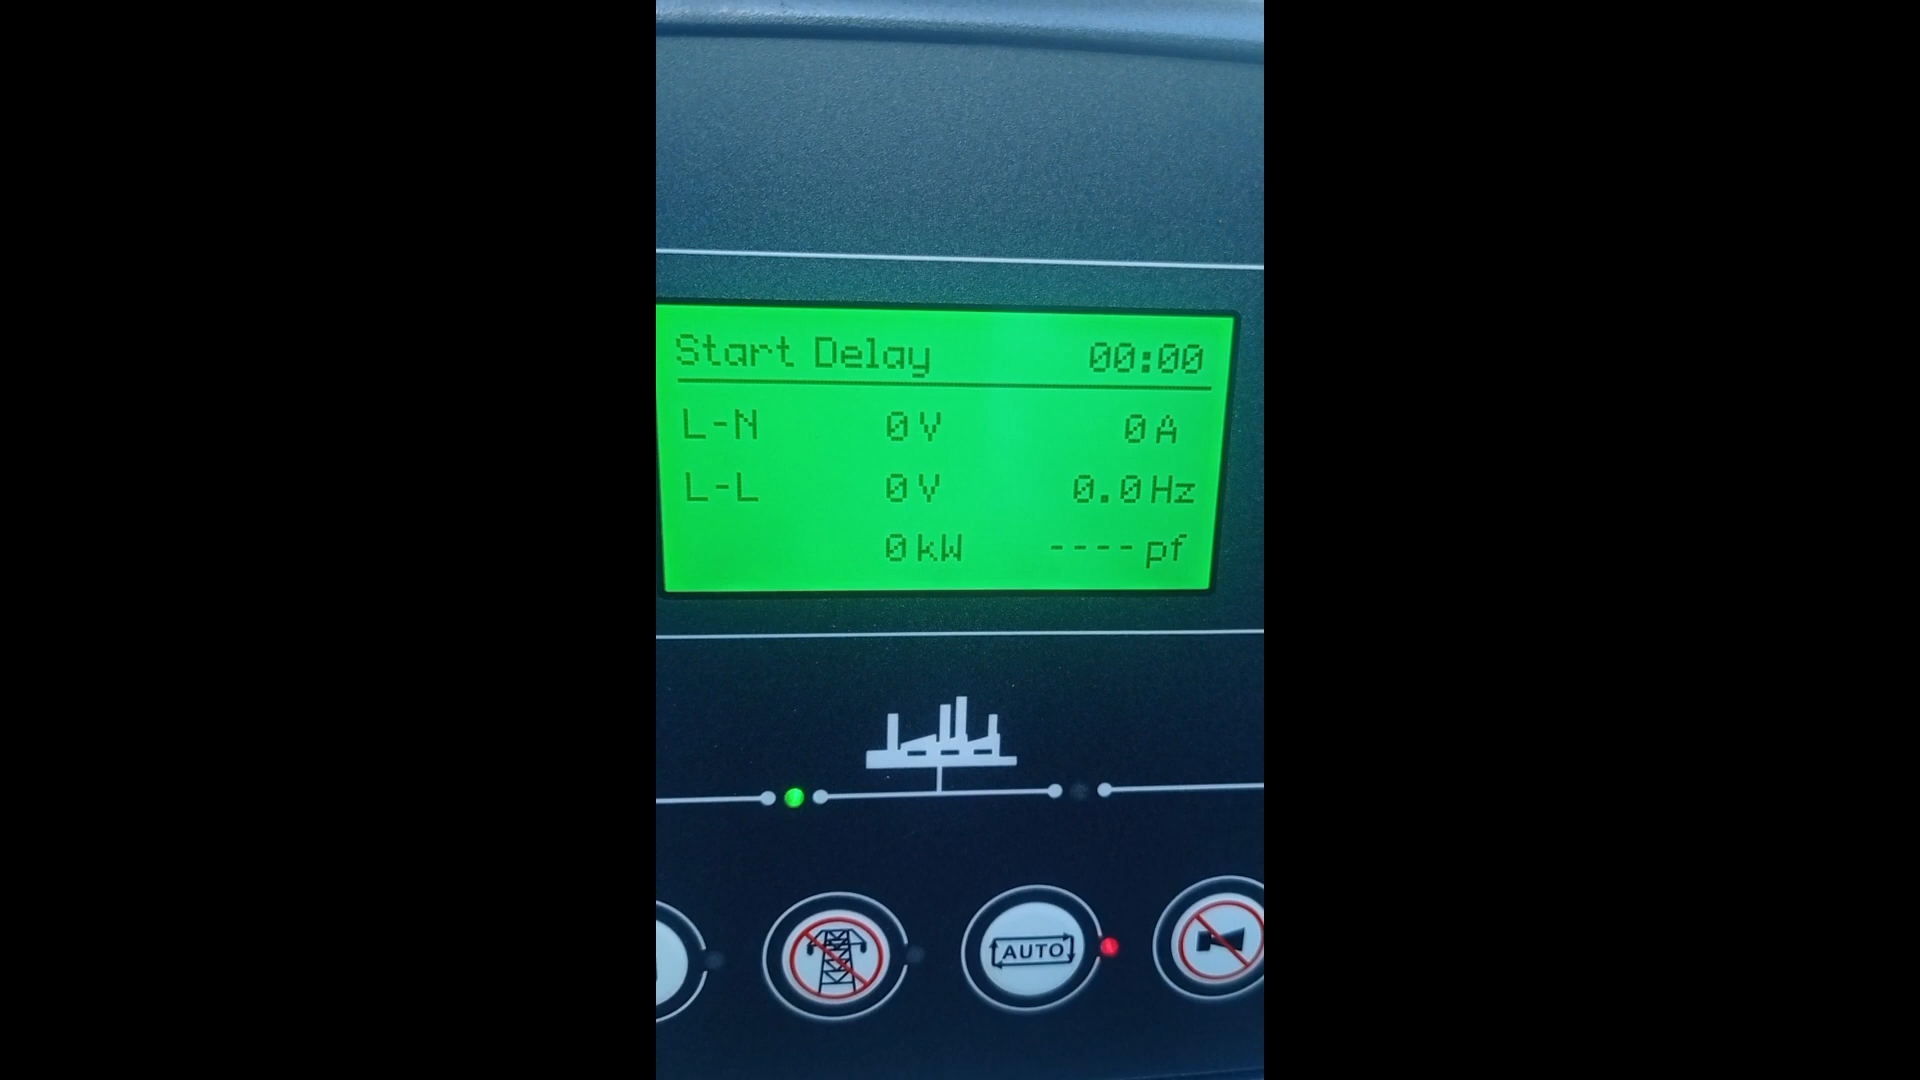 Start Delay 00:00
L-N 0V 0A
L-L 0V 0.0Hz
0kW ----pf
AUTO